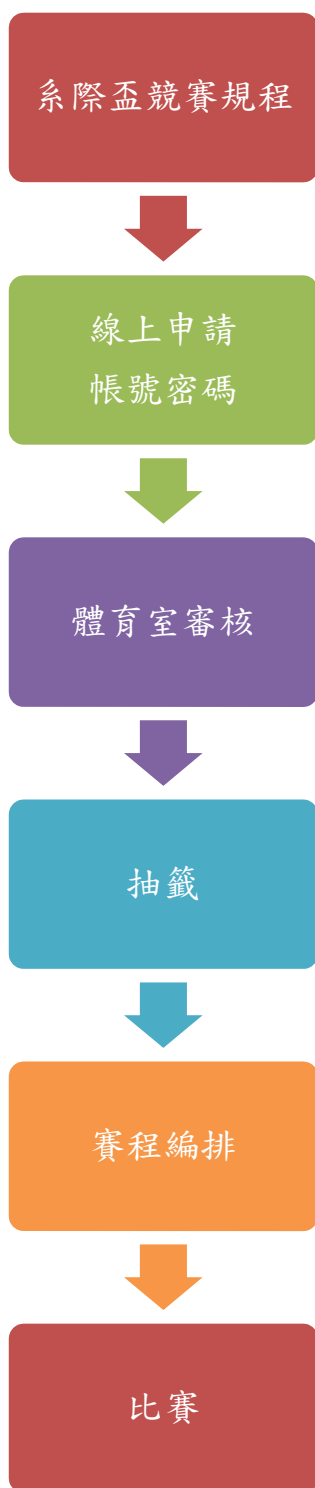 系際盃競賽規程
線上申請
帳號密碼
體育室審核
抽籤
賽程編排
比賽